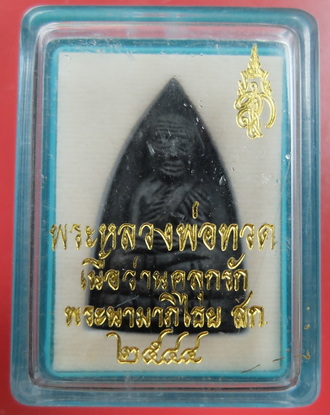 พระหลวงพ่อทวด
เนื้อว่านคลุกรัก
พระนามาภิไธย สก.
๒๕๔๔